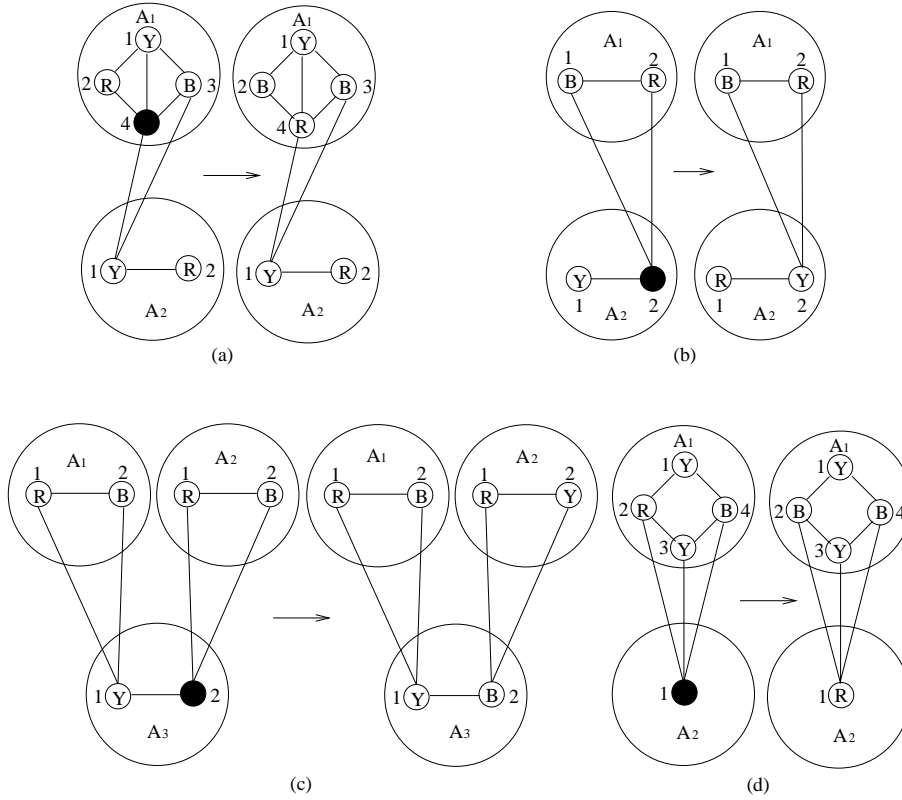 A1 A1
1 Y 1 Y
2 R B 3 2 B B 3
4 4 R
1 Y R 2 1 Y R 2
A2 A2
(a)
A1 A1
1 2 1 2
B R B R
Y R Y
1 2 1 2
A2 A2
(b)
A1 A2 A1 A2
1 2 1 2 1 2 1 2
R B R B R B R Y
1 Y 2 1 Y B 2
A3 A3
(c)
A1 A1
1 Y 1 Y
2 R B 4 2 B B 4
3 Y 3 Y
1 1 R
A2 A2
(d)